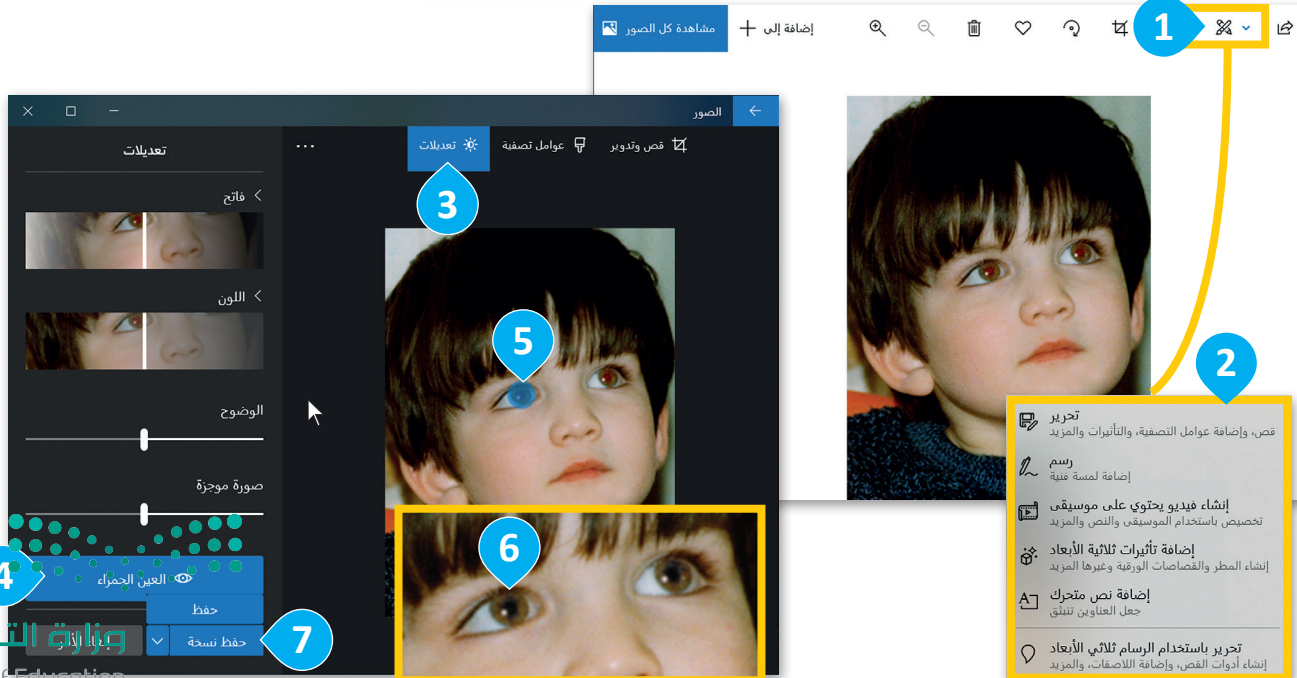 مشاهدة كل الصور
إضافة إلى
1
الصور
قص وتدوير
عوامل تصفية
تعديلات
3
تعديلات
فاتح
اللون
الوضوح
صورة موجزة
4
العين الحمراء
حفظ
حفظ نسخة
7
5
6
2
تحرير
قص، وإضافة عوامل التصفية، والتأثيرات والمزيد
رسم
إضافة لمسة فنية
إنشاء فيديو يحتوي على موسيقى
تخصيص باستخدام الموسيقى والنص والمزيد
إضافة تأثيرات ثلاثية الأبعاد
إنشاء المطر والقصاصات الورقية وغيرها المزيد
إضافة نص متحرك
جعل العناوين تنبثق
تحرير باستخدام الرسام ثلاثي الأبعاد
إنشاء أدوات القص، وإضافة اللاصقات، والمزيد
وزارة